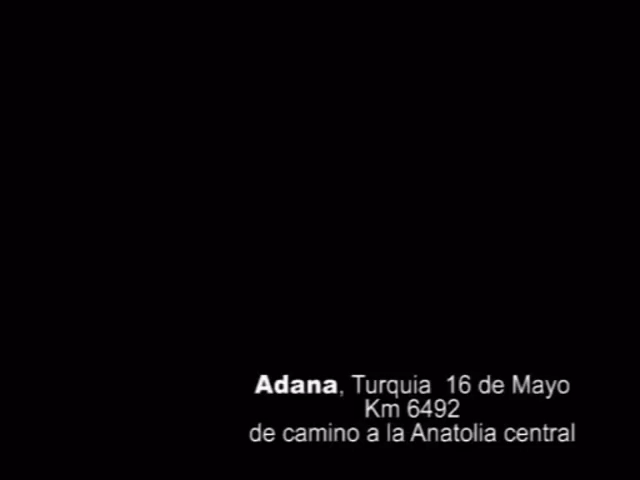 Adana, Turquia 16 de Mayo
Km 6492
de camino a la Anatolia central